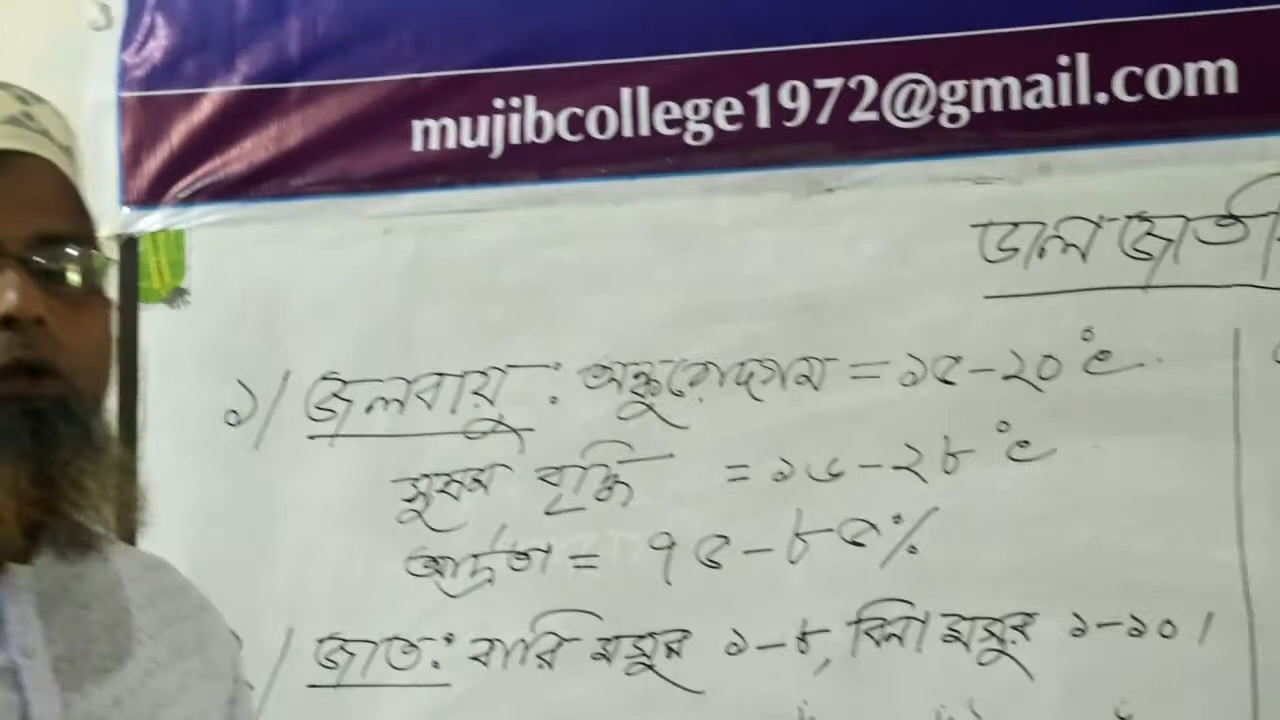 mujibcollege1972@gmail.com
ডাল জাতী
১/ জলবায়ু : অঙ্কুরোদগম = ১৫-২০°c
সুষম বৃদ্ধি = ১৬-২৮°c
আর্দ্রতা = ৭৫-৮৫%
/ জাত: বারি মসুর ১-৮, বিনা মসুর ১-১০।